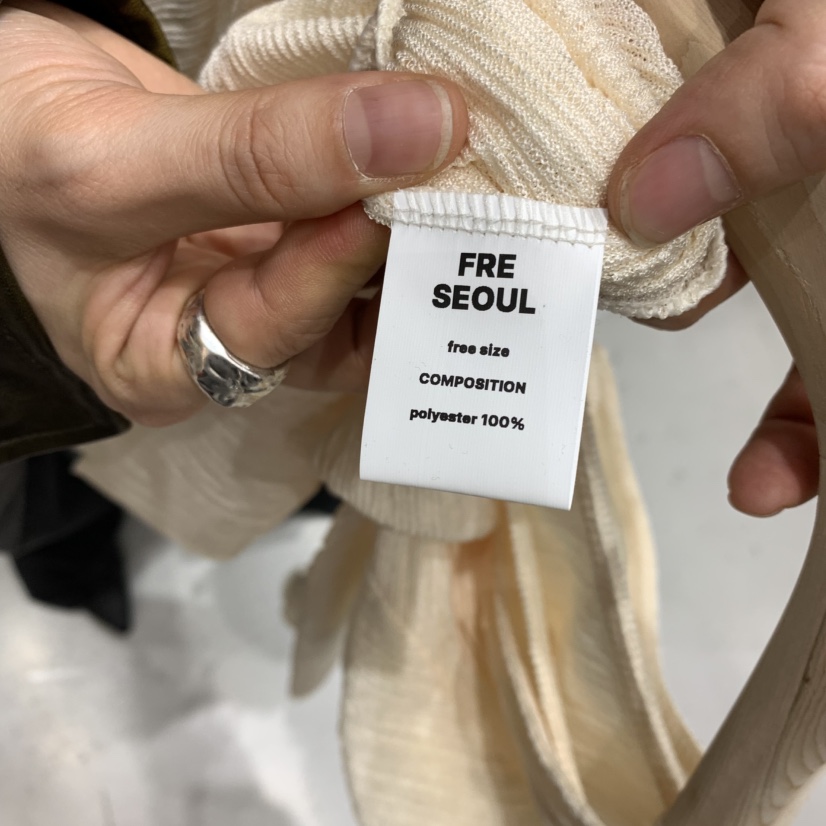 FRE
SEOUL
free size
COMPOSITION
polyester 100%